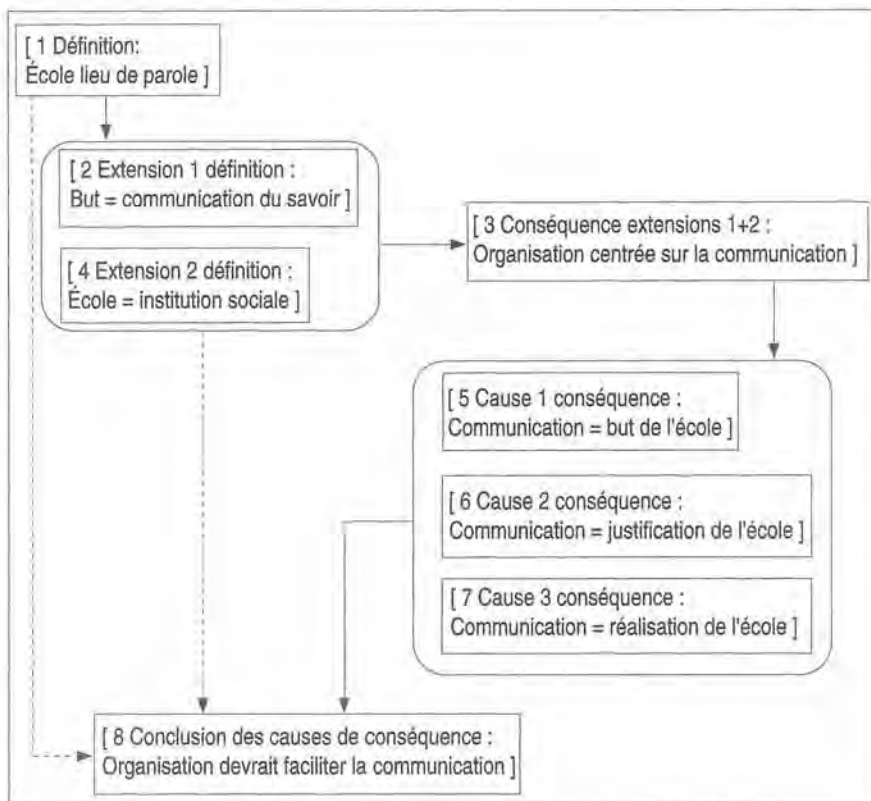 [ 1 Définition:
École lieu de parole ]
[ 2 Extension 1 définition :
But = communication du savoir ]
[ 4 Extension 2 définition :
École = institution sociale ]
[ 3 Conséquence extensions 1+2 :
Organisation centrée sur la communication ]
[ 5 Cause 1 conséquence :
Communication = but de l'école ]
[ 6 Cause 2 conséquence :
Communication = justification de l'école ]
[ 7 Cause 3 conséquence :
Communication = réalisation de l'école ]
[ 8 Conclusion des causes de conséquence :
Organisation devrait faciliter la communication ]